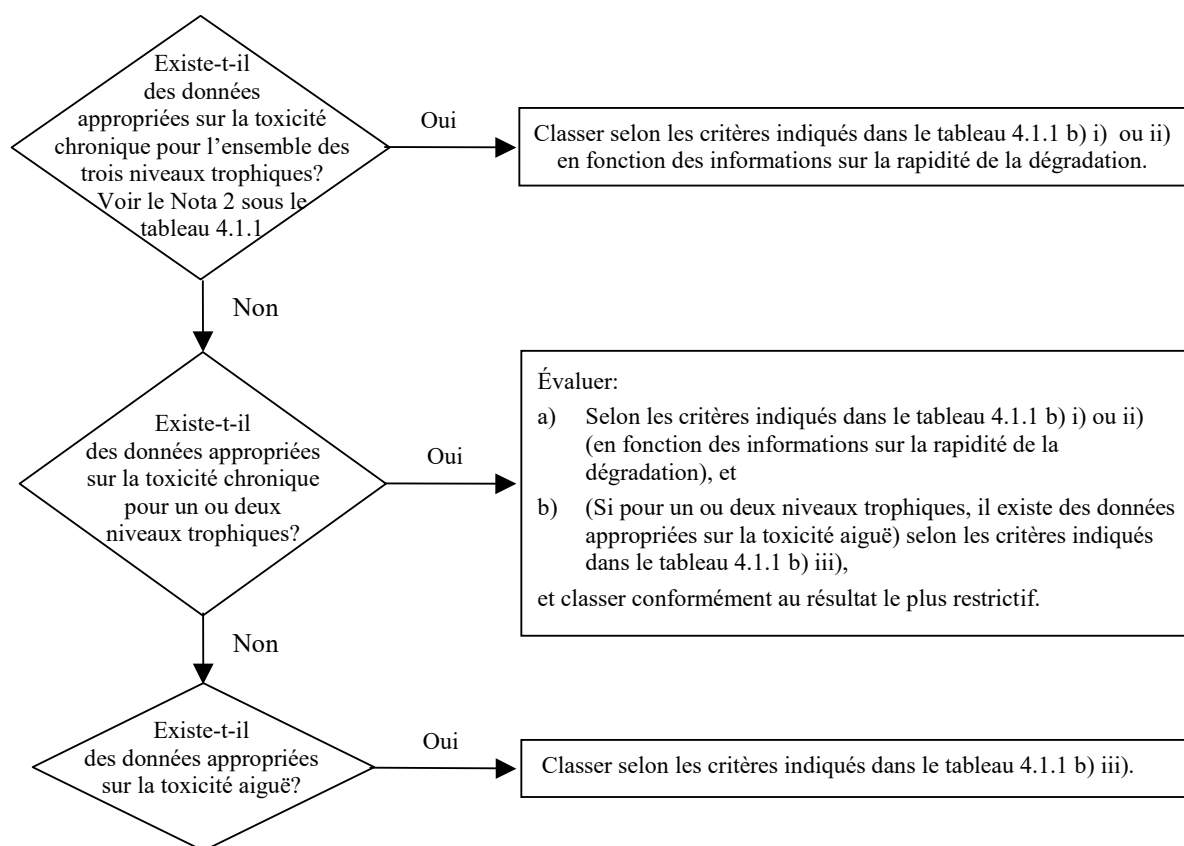 Existe-t-il
des données
appropriées sur la toxicité
chronique pour l'ensemble des
trois niveaux trophiques?
Voir le Nota 2 sous le
tableau 4.1.1
Oui
Classer selon les critères indiqués dans le tableau 4.1.1 b) i) ou ii)
en fonction des informations sur la rapidité de la dégradation.
Non
Existe-t-il
des données appropriées
sur la toxicité chronique
pour un ou deux
niveaux trophiques?
Oui
Évaluer:
a) Selon les critères indiqués dans le tableau 4.1.1 b) i) ou ii)
(en fonction des informations sur la rapidité de la
dégradation), et
b) (Si pour un ou deux niveaux trophiques, il existe des données
appropriées sur la toxicité aiguë) selon les critères indiqués
dans le tableau 4.1.1 b) iii),
et classer conformément au résultat le plus restrictif.
Non
Existe-t-il
des données appropriées
sur la toxicité aiguë?
Oui
Classer selon les critères indiqués dans le tableau 4.1.1 b) iii).